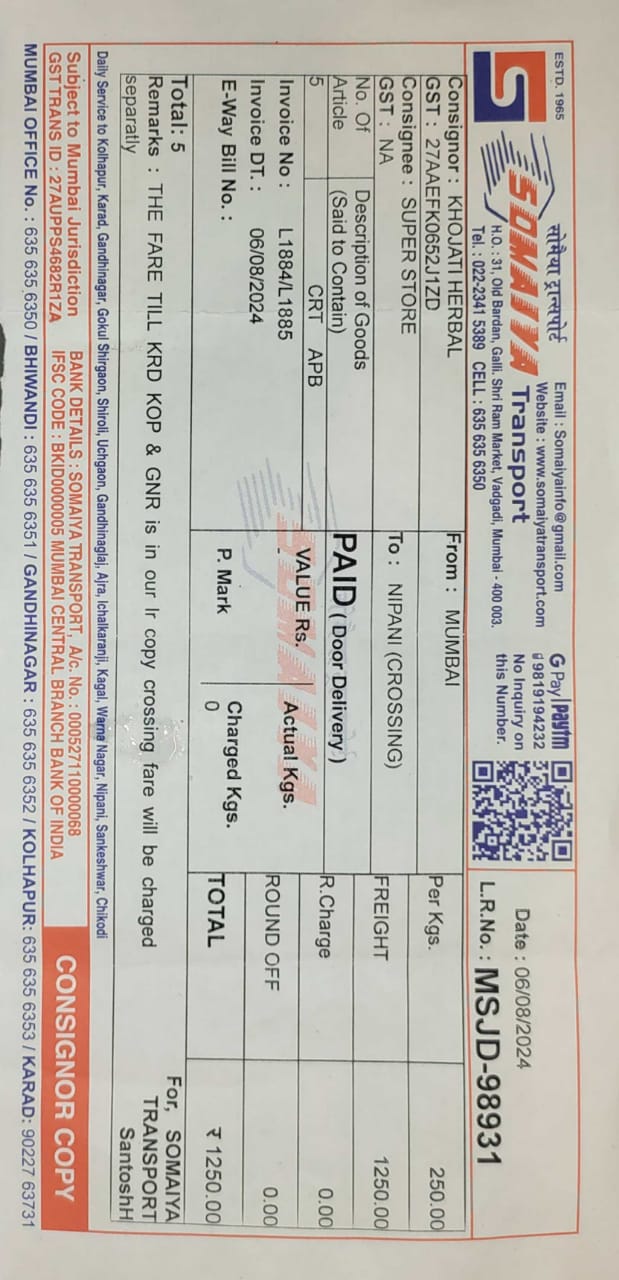 ESTD. 1965
सोमैया ट्रान्सपोर्ट
SOMAIYA
Transport
Email : Somaiyainfo@gmail.com
Website : www.somaiyatransport.com
H.O. : 31, Old Bardan, Galli. Shri Ram Market, Vadgadi, Mumbai - 400 003.
Tel. : 022-2341 5389 CELL : 635 635 6350
G Pay | paytm
9819194232
No Inquiry on
this Number.
Date : 06/08/2024
L.R.No. : MSJD-98931
Consignor : KHOJATI HERBAL
GST : 27AAEFK0652J1ZD
From : MUMBAI
Per Kgs. 250.00
Consignee : SUPER STORE
GST : NA
To : NIPANI (CROSSING)
FREIGHT 1250.00
No. Of Article
Description of Goods
(Said to Contain)
PAID ( Door Delivery )
R.Charge 0.00
5 CRT APB
VALUE Rs.
Actual Kgs.
ROUND OFF 0.00
Invoice No : L1884/L1885
Invoice DT. : 06/08/2024
E-Way Bill No. :
P. Mark
Charged Kgs.
0
TOTAL ₹ 1250.00
Total: 5
Remarks : THE FARE TILL KRD KOP & GNR is in our lr copy crossing fare will be charged
separatly
For, SOMAIYA
TRANSPORT
SantoshH
Daily Service to Kolhapur, Karad, Gandhinagar, Gokul Shirgaon, Shiroli, Uchgaon, Gandhinaglaj, Ajra, Ichalkaranji, Kagal, Warna Nagar, Nipani, Sankeshwar, Chikodi
Subject to Mumbai Jurisdiction
GST TRANS ID : 27AUPPS4682R1ZA
BANK DETAILS : SOMAIYA TRANSPORT, A/c. No. : 000527110000068
IFSC CODE : BKID0000005 MUMBAI CENTRAL BRANCH BANK OF INDIA
CONSIGNOR COPY
MUMBAI OFFICE No. : 635 635 6350 / BHIWANDI : 635 635 6351 / GANDHINAGAR : 635 635 6352 / KOLHAPUR: 635 635 6353 / KARAD: 90227 63731